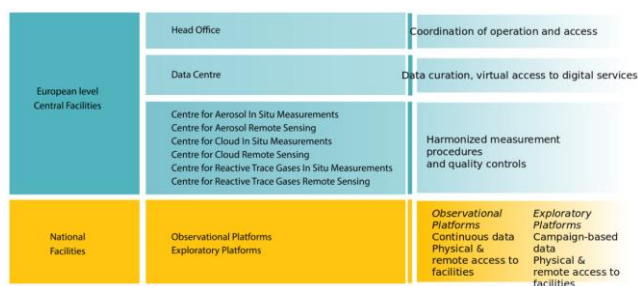 Head Office
Coordination of operation and access
European level
Central Facilities
Data Centre
Data curation, virtual access to digital services
Centre for Aerosol In Situ Measurements
Centre for Aerosol Remote Sensing
Centre for Cloud In Situ Measurements
Centre for Cloud Remote Sensing
Centre for Reactive Trace Gases In Situ Measurements
Centre for Reactive Trace Gases Remote Sensing
Harmonized measurement
procedures
and quality controls
National
Facilities
Observational Platforms
Exploratory Platforms
Observational
Platforms
Continuous data
Physical &
remote access to
facilities
Exploratory
Platforms
Campaign-based
data
Physical &
remote access to
facilities